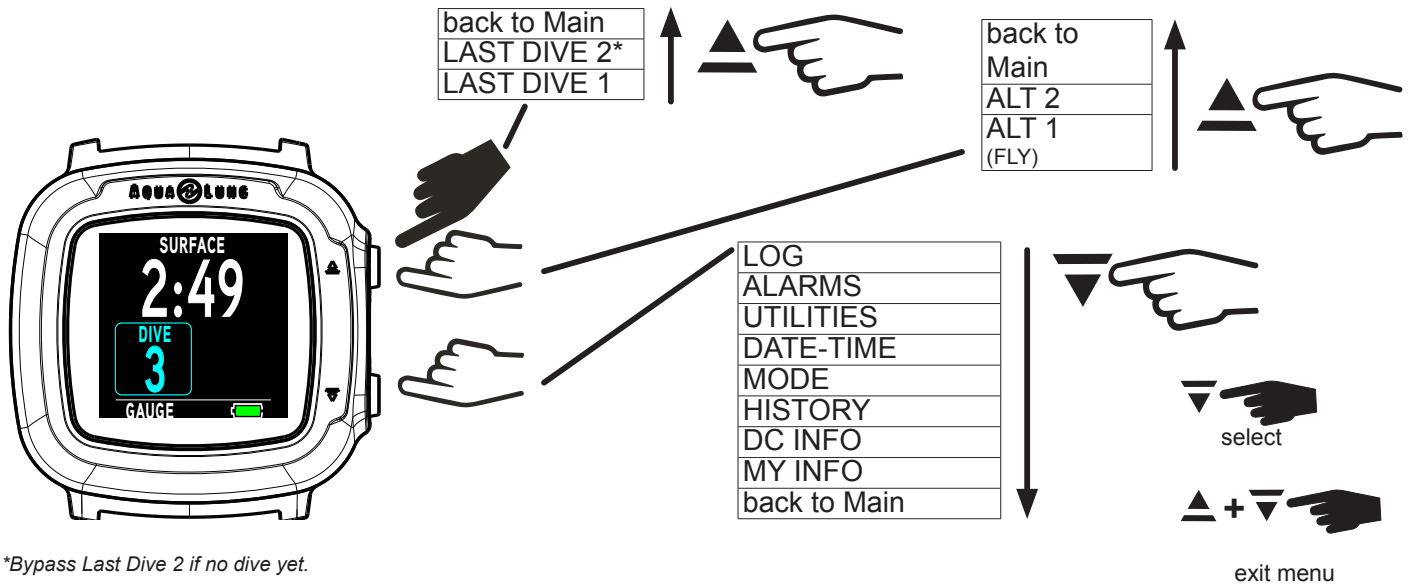 back to Main
LAST DIVE 2*
LAST DIVE 1
back to
Main
ALT 2
ALT 1
(FLY)
AQUA LUNG
SURFACE
2:49
DIVE
3
GAUGE
LOG
ALARMS
UTILITIES
DATE-TIME
MODE
HISTORY
DC INFO
MY INFO
back to Main
select
+
exit menu
*Bypass Last Dive 2 if no dive yet.